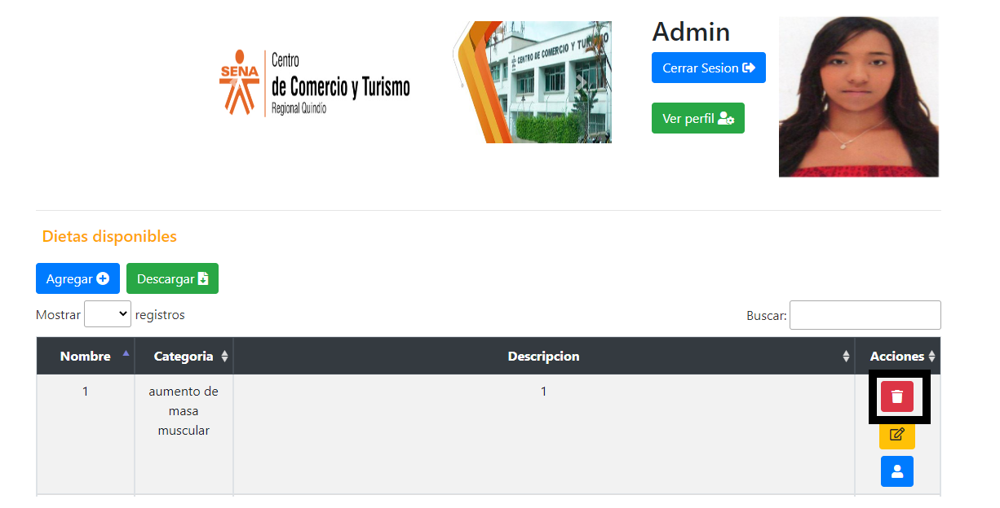 SENA
Centro
de Comercio y Turismo
Regional Quindío
CENTRO DE COMERCIO Y TURISMO
Admin
Cerrar Sesion
Ver perfil
Dietas disponibles
Agregar
Descargar
Mostrar registros
Buscar:
Nombre Categoria Descripcion Acciones
1 aumento de 1
masa
muscular